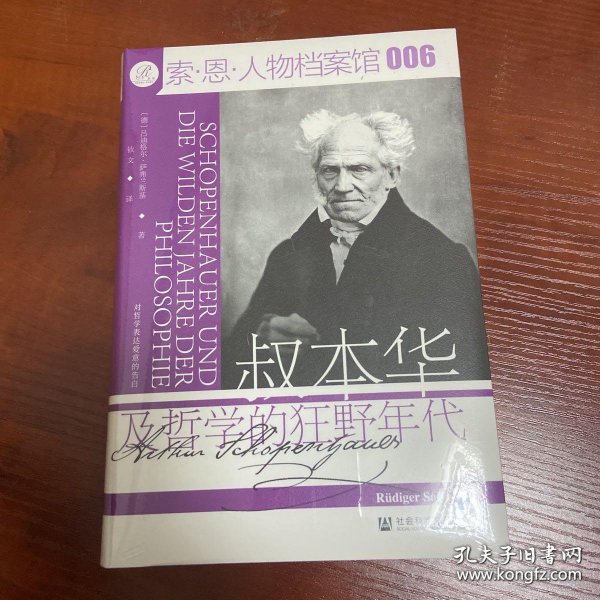 索·恩·人物档案馆 006
SCHOPENHAUER UND
DIE WILDEN JAHRE DER
PHILOSOPHIE
〔德〕吕迪格尔·萨弗兰斯基 ◆ 著
钦文 ◆ 译
对哲学表达爱意的告白
叔本华
及哲学的狂野年代
Arthur Schopenhauer
Rüdiger
社会科
孔夫子旧书网
www.kongfz.com